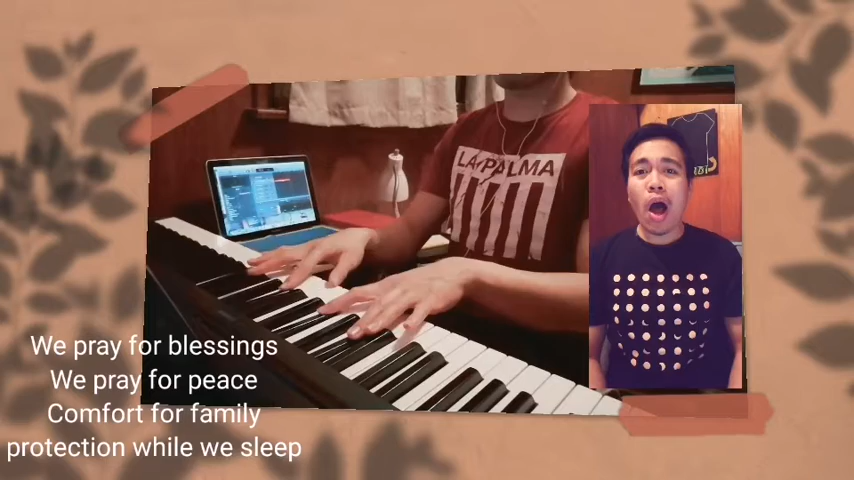 LA PALMA
We pray for blessings
We pray for peace
Comfort for family
protection while we sleep